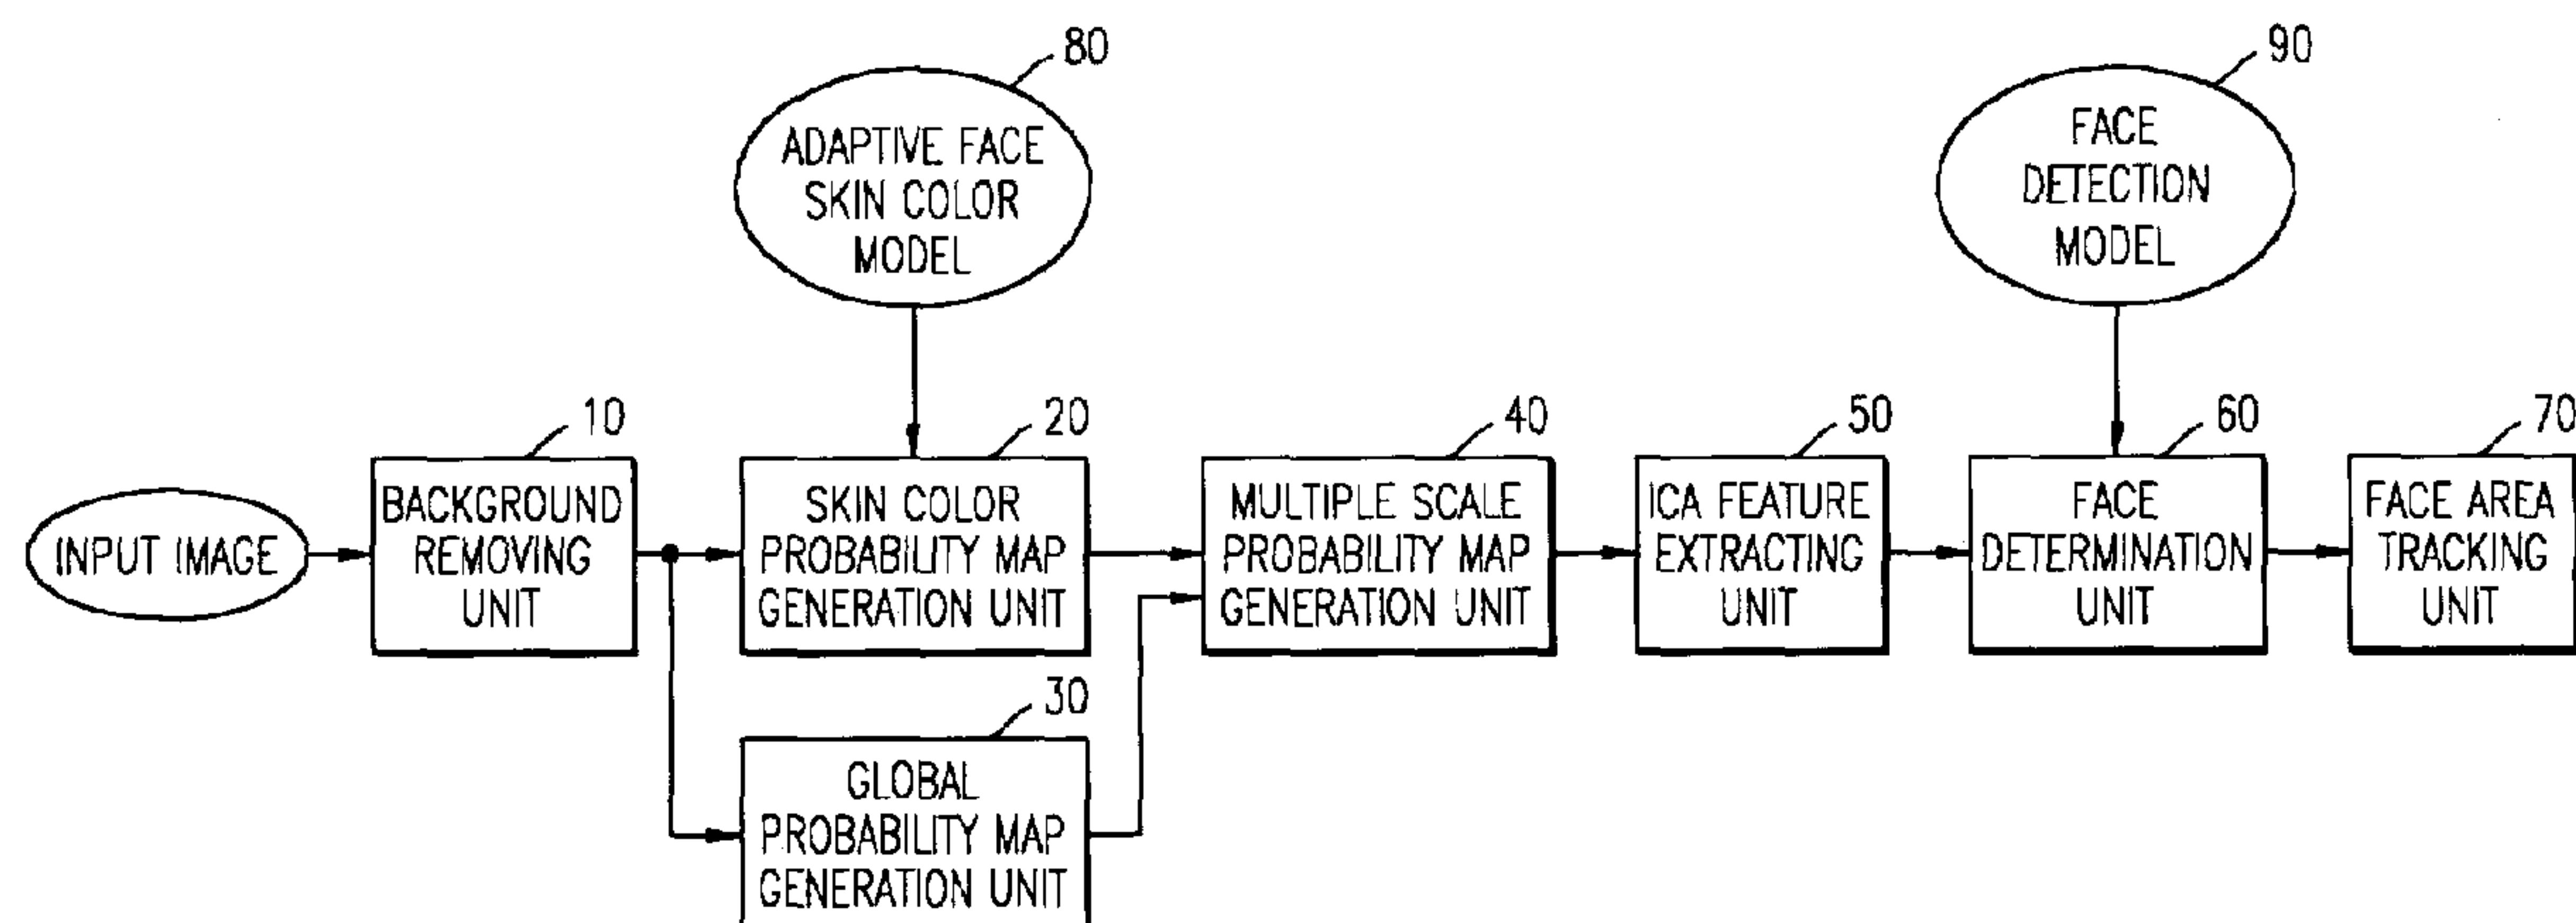 80
ADAPTIVE FACE
SKIN COLOR
MODEL
90
FACE
DETECTION
MODEL
INPUT IMAGE
10
BACKGROUND
REMOVING
UNIT
20
SKIN COLOR
PROBABILITY MAP
GENERATION UNIT
40
MULTIPLE SCALE
PROBABILITY MAP
GENERATION UNIT
50
ICA FEATURE
EXTRACTING
UNIT
60
FACE
DETERMINATION
UNIT
70
FACE AREA
TRACKING
UNIT
30
GLOBAL
PROBABILITY MAP
GENERATION UNIT